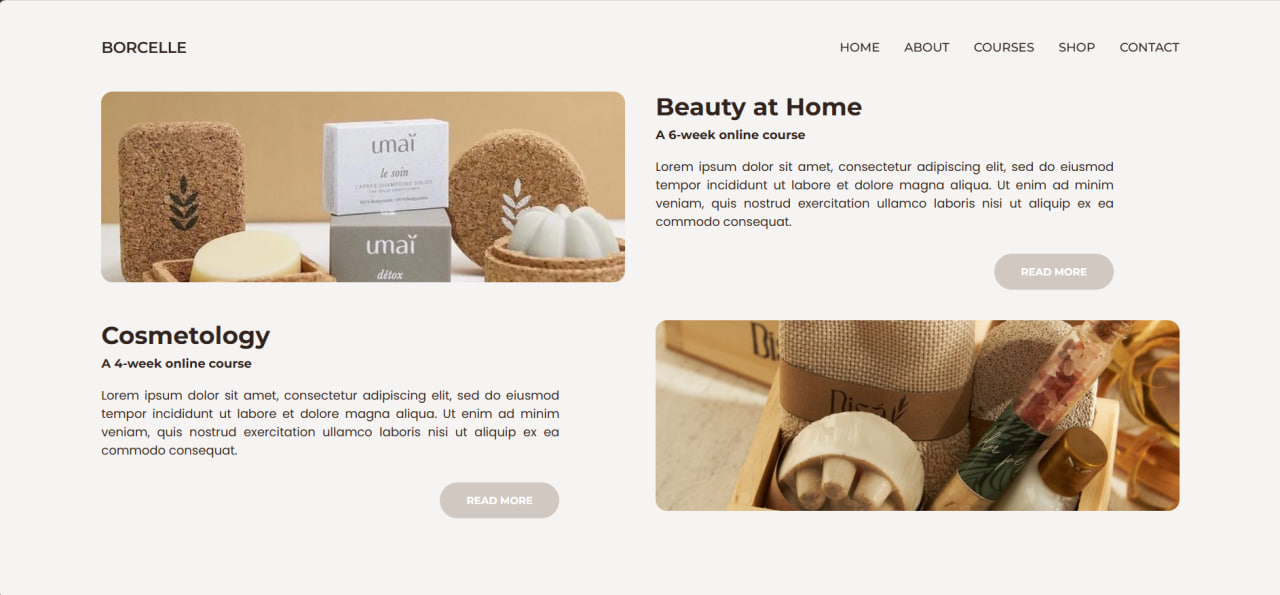 BORCELLE
HOME ABOUT COURSES SHOP CONTACT
umaï
le soin
L'APRÈS-SHAMPOING SOLIDE
umaï
détox
Beauty at Home
A 6-week online course
Lorem ipsum dolor sit amet, consectetur adipiscing elit, sed do eiusmod
tempor incididunt ut labore et dolore magna aliqua. Ut enim ad minim
veniam, quis nostrud exercitation ullamco laboris nisi ut aliquip ex ea
commodo consequat.
READ MORE
Cosmetology
A 4-week online course
Lorem ipsum dolor sit amet, consectetur adipiscing elit, sed do eiusmod
tempor incididunt ut labore et dolore magna aliqua. Ut enim ad minim
veniam, quis nostrud exercitation ullamco laboris nisi ut aliquip ex ea
commodo consequat.
READ MORE